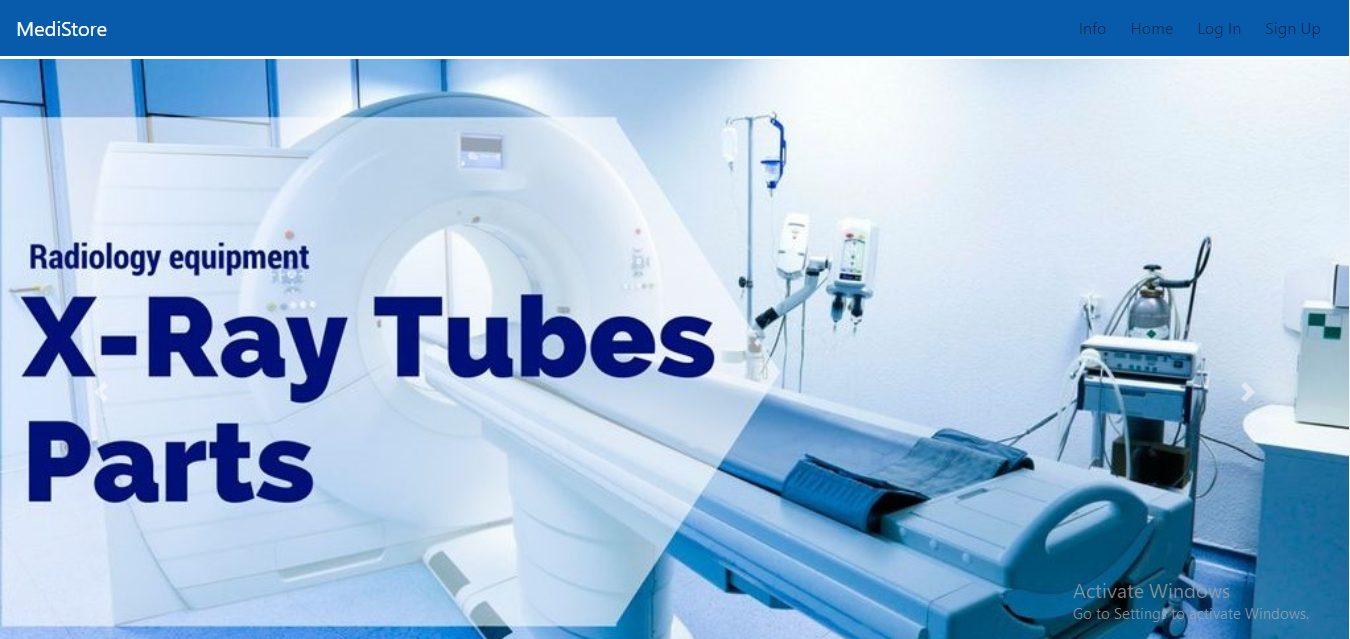 MediStore
Info Home Log In Sign Up
Radiology equipment
X-Ray Tubes
Parts
Activate Windows
Go to Settings to activate Windows.